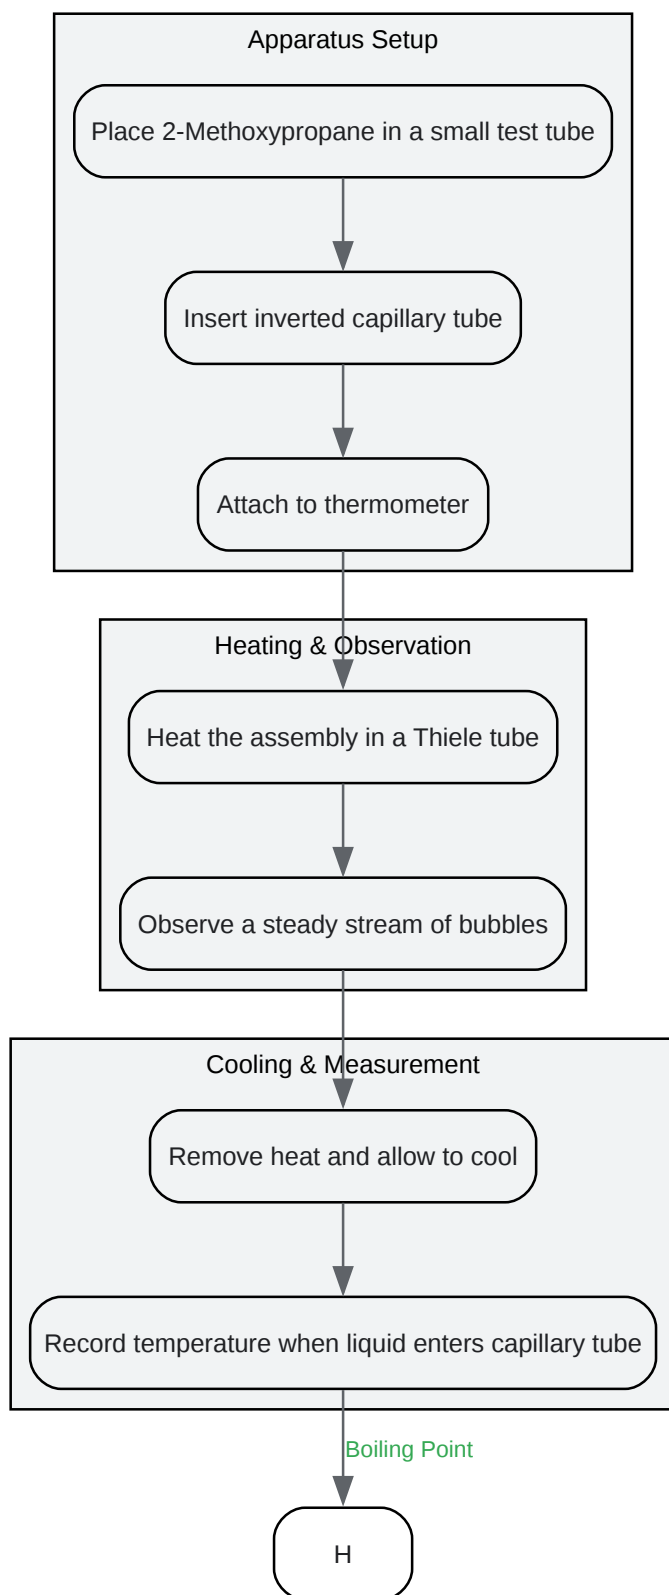 Apparatus Setup
Place 2-Methoxypropane in a small test tube
Insert inverted capillary tube
Attach to thermometer
Heating & Observation
Heat the assembly in a Thiele tube
Observe a steady stream of bubbles
Cooling & Measurement
Remove heat and allow to cool
Record temperature when liquid enters capillary tube
Boiling Point
H